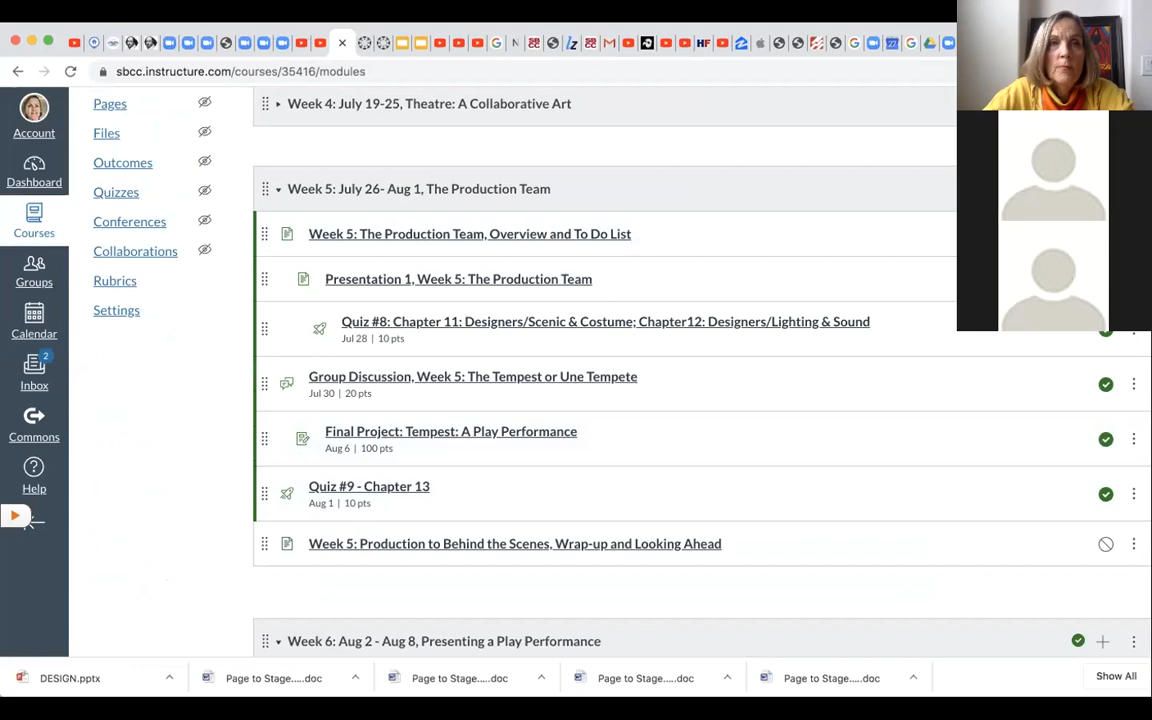 sbcc.instructure.com/courses/35416/modules
Account
Dashboard
Courses
Groups
Calendar
2
Inbox
Commons
Help
Pages
Files
Outcomes
Quizzes
Conferences
Collaborations
Rubrics
Settings
Week 4: July 19-25, Theatre: A Collaborative Art
Week 5: July 26- Aug 1, The Production Team
Week 5: The Production Team, Overview and To Do List
Presentation 1, Week 5: The Production Team
Quiz #8: Chapter 11: Designers/Scenic & Costume; Chapter12: Designers/Lighting & Sound
Jul 28 | 10 pts
Group Discussion, Week 5: The Tempest or Une Tempete
Jul 30 | 20 pts
Final Project: Tempest: A Play Performance
Aug 6 | 100 pts
Quiz #9 - Chapter 13
Aug 1 | 10 pts
Week 5: Production to Behind the Scenes, Wrap-up and Looking Ahead
Week 6: Aug 2 - Aug 8, Presenting a Play Performance
DESIGN.pptx
Page to Stage.....doc
Page to Stage.....doc
Page to Stage.....doc
Page to Stage.....doc
Show All